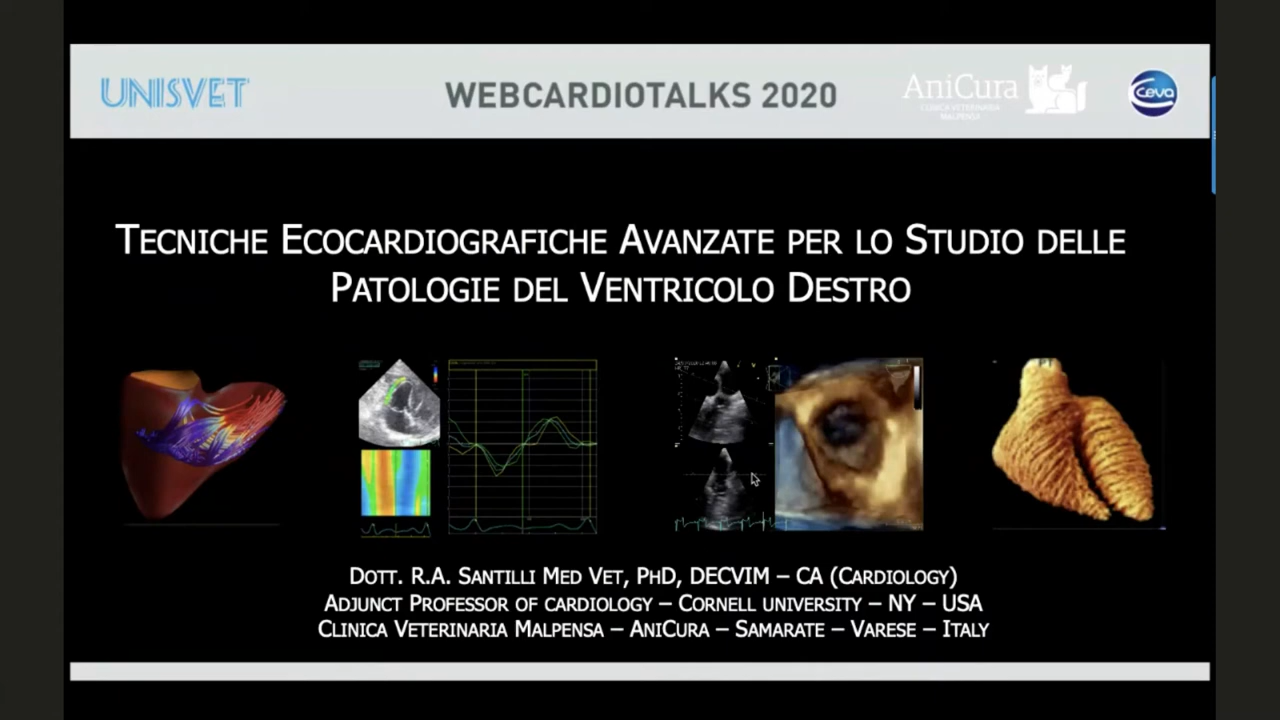 UNISVET
WEBCARDIOTALKS 2020
AniCura
CLINICA VETERINARIA
MALPENSA
Ceva
TECNICHE ECOCARDIOGRAFICHE AVANZATE PER LO STUDIO DELLE
PATOLOGIE DEL VENTRICOLO DESTRO
DOTT. R.A. SANTILLI MED VET, PHD, DECVIM – CA (CARDIOLOGY)
ADJUNCT PROFESSOR OF CARDIOLOGY – CORNELL UNIVERSITY – NY – USA
CLINICA VETERINARIA MALPENSA – ANICURA – SAMARATE – VARESE – ITALY